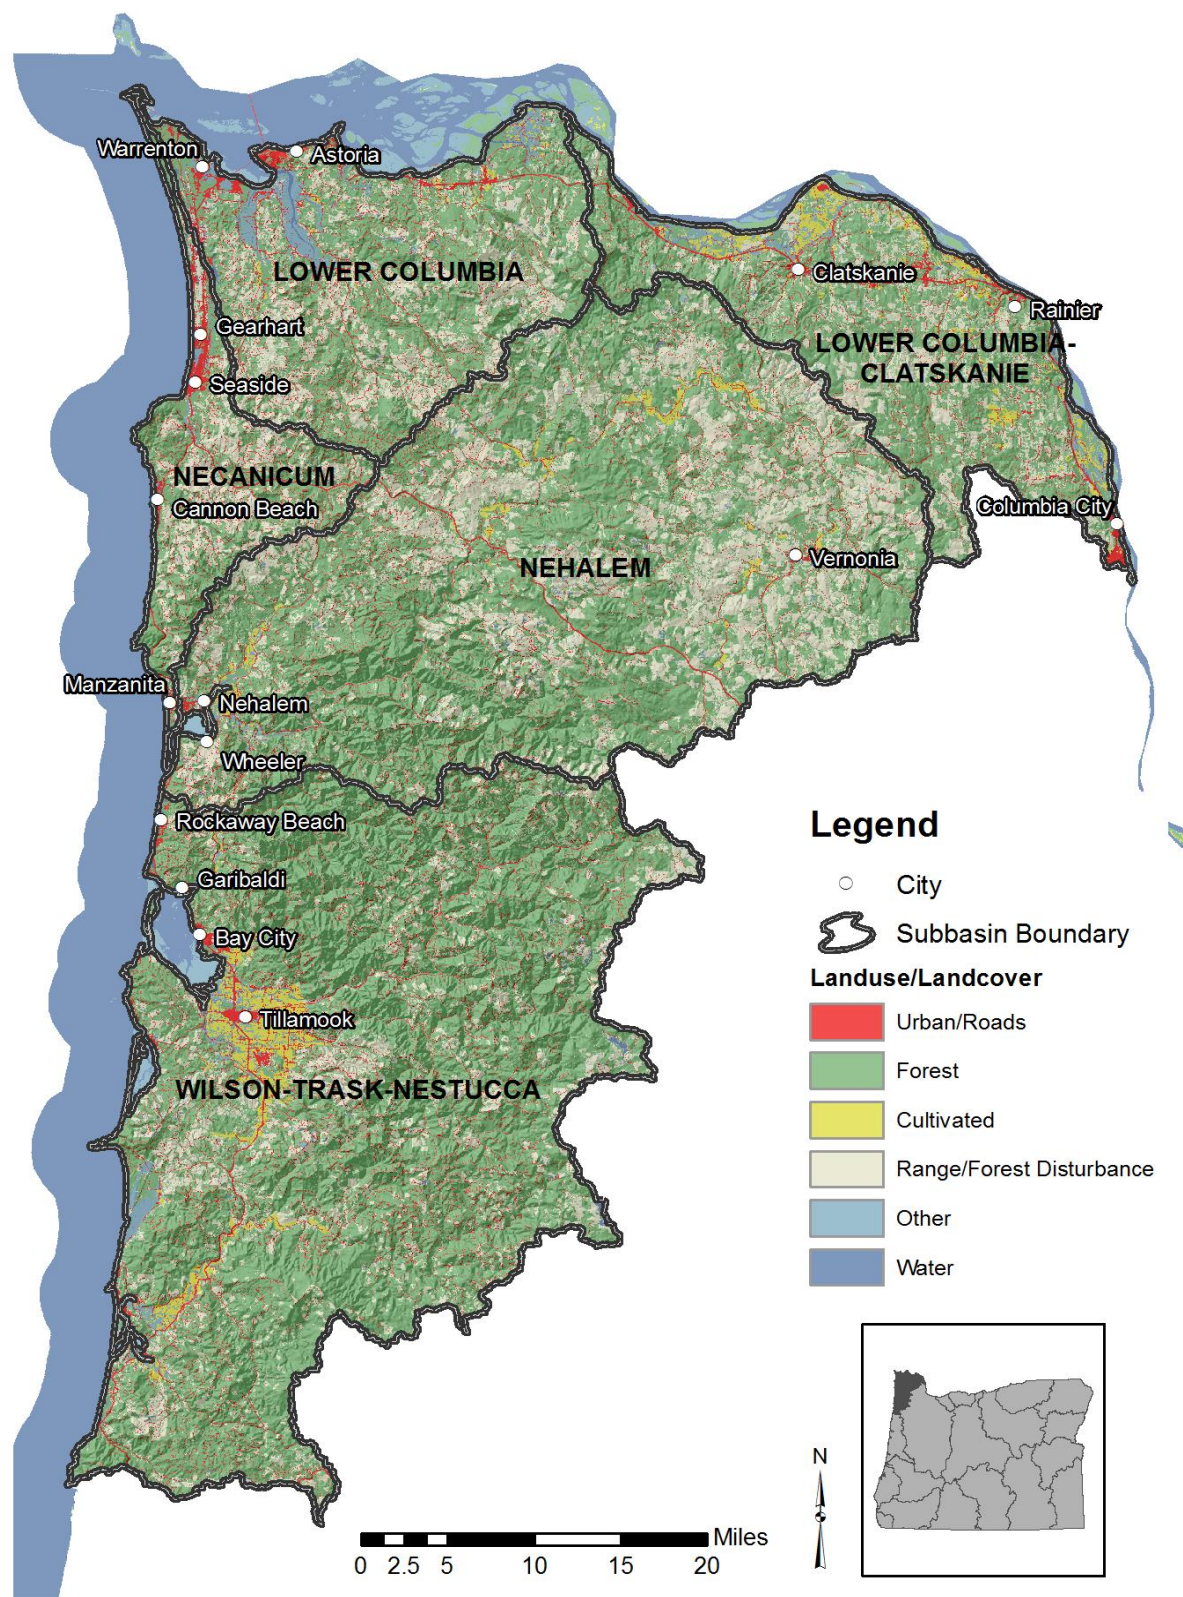 Warrenton
Astoria
LOWER COLUMBIA
Clatskanie
Rainier
Gearhart
LOWER COLUMBIA-
CLATSKANIE
Seaside
NECANICUM
Cannon Beach
Columbia City
Vernonia
NEHALEM
Manzanita
Nehalem
Wheeler
Rockaway Beach
Garibaldi
Bay City
Tillamook
WILSON-TRASK-NESTUCCA
Legend
City
Subbasin Boundary
Landuse/Landcover
Urban/Roads
Forest
Cultivated
Range/Forest Disturbance
Other
Water
N
Miles
0 2.5 5 10 15 20